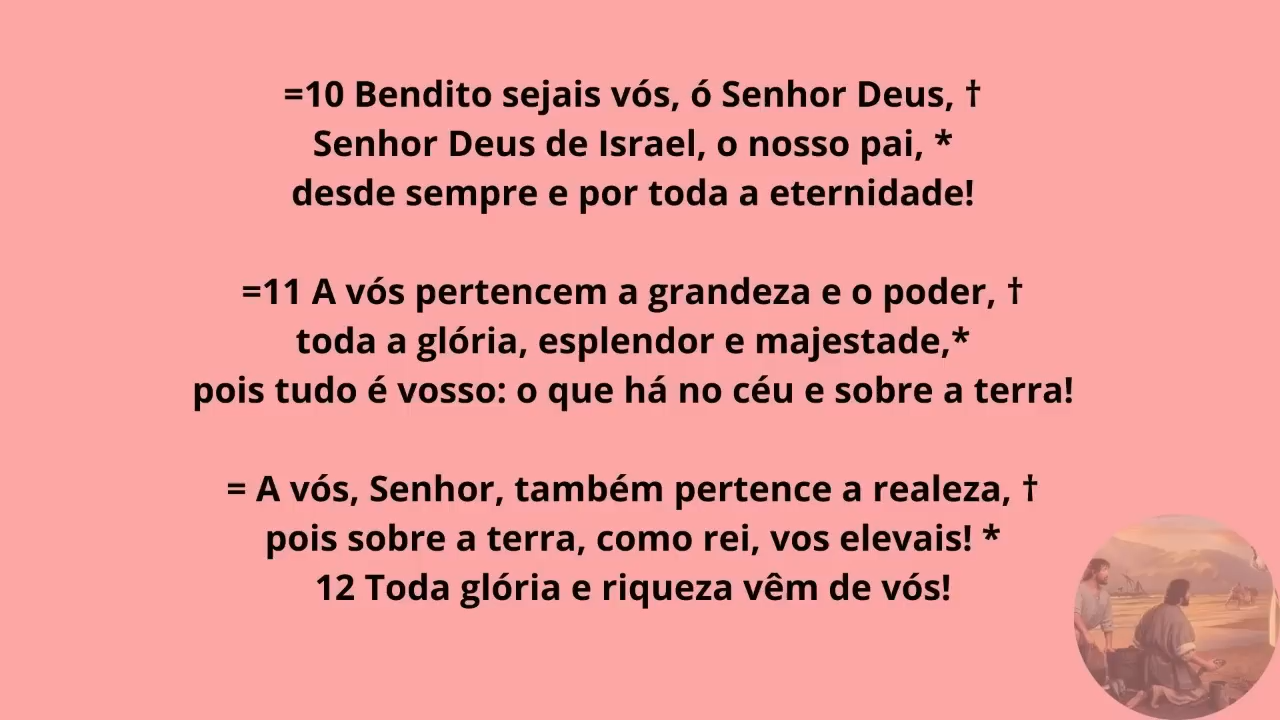 =10 Bendito sejais vós, ó Senhor Deus, †
Senhor Deus de Israel, o nosso pai, *
desde sempre e por toda a eternidade!
=11 A vós pertencem a grandeza e o poder, †
toda a glória, esplendor e majestade,*
pois tudo é vosso: o que há no céu e sobre a terra!
= A vós, Senhor, também pertence a realeza, †
pois sobre a terra, como rei, vos elevais! *
12 Toda glória e riqueza vêm de vós!